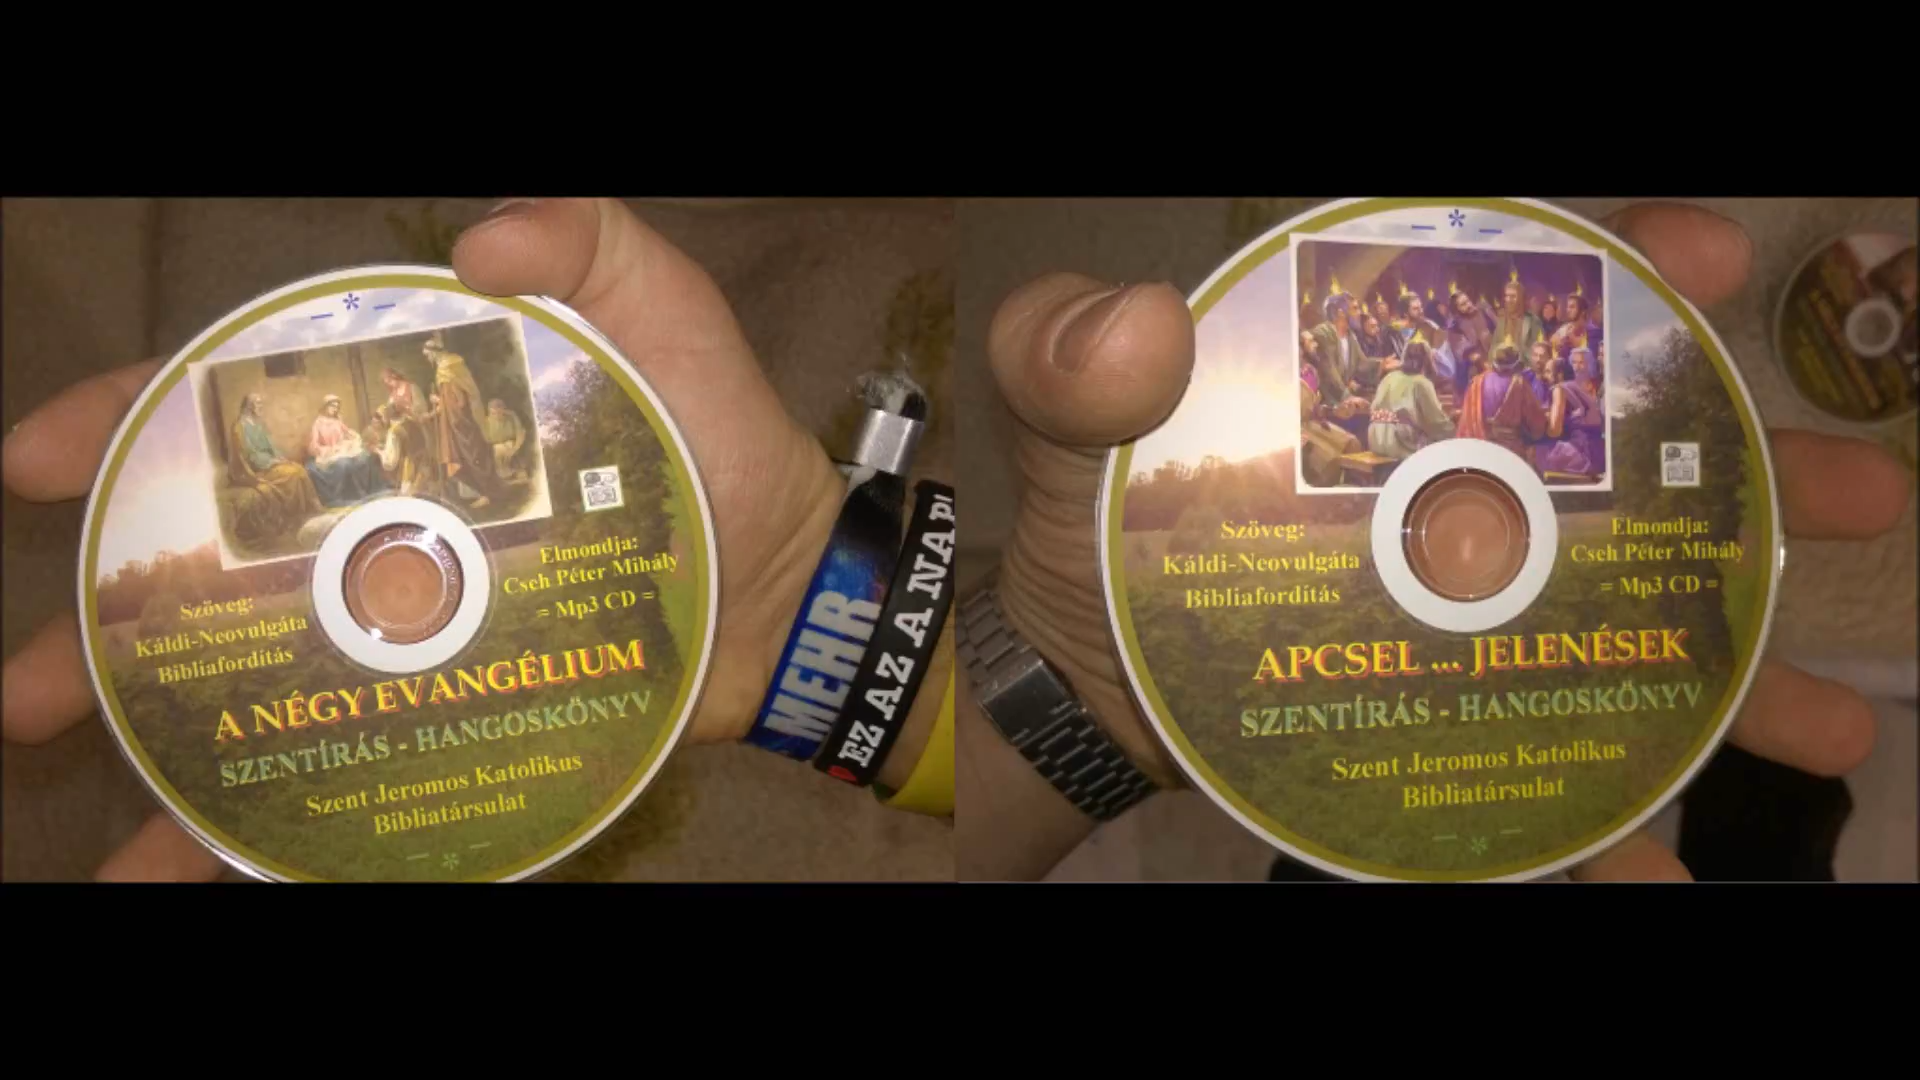 - * -
Szöveg:
Káldi-Neovulgáta
Bibliafordítás
Elmondja:
Cseh Péter Mihály
= Mp3 CD =
A NÉGY EVANGÉLIUM
SZENTÍRÁS - HANGOSKÖNYV
Szent Jeromos Katolikus
Bibliatársulat
- * -
MEHR
EZ AZ A NAP!
- * -
Szöveg:
Káldi-Neovulgáta
Bibliafordítás
Elmondja:
Cseh Péter Mihály
= Mp3 CD =
APCSEL ... JELENÉSEK
SZENTÍRÁS - HANGOSKÖNYV
Szent Jeromos Katolikus
Bibliatársulat
- * -